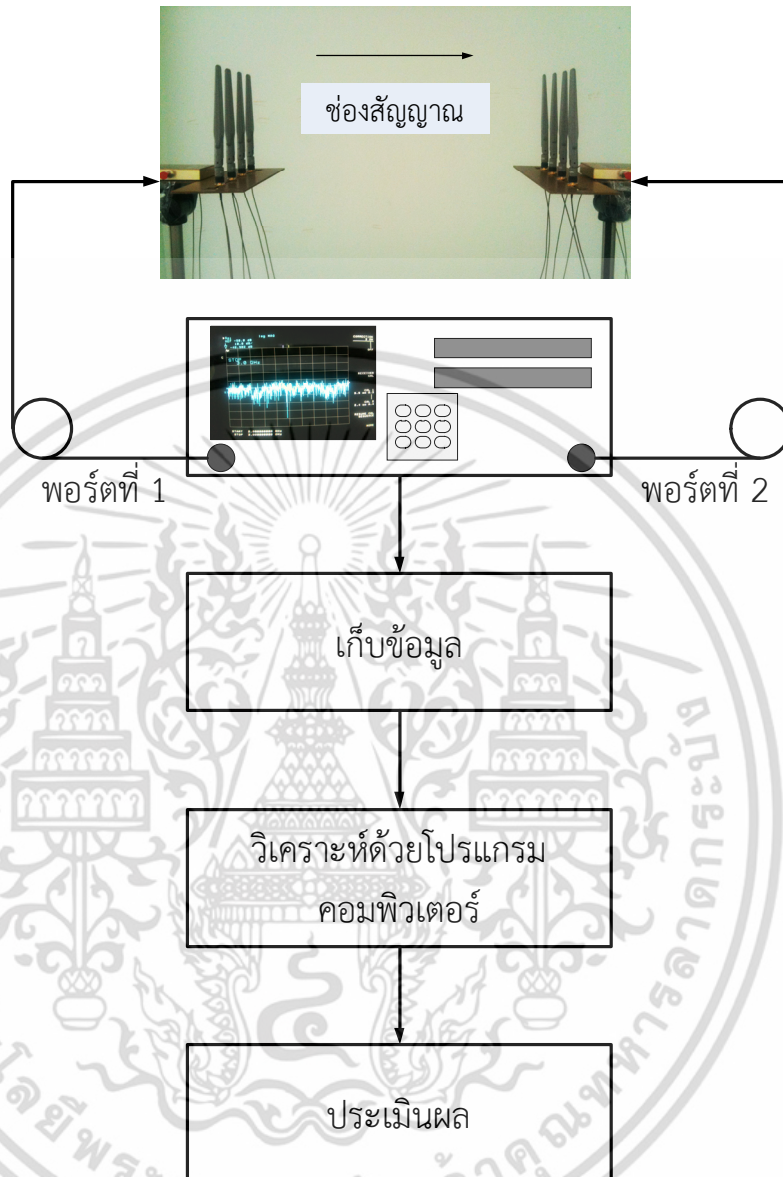 ช่องสัญญาณ
พอร์ตที่ 1
พอร์ตที่ 2
เก็บข้อมูล
วิเคราะห์ด้วยโปรแกรม
คอมพิวเตอร์
ประเมินผล